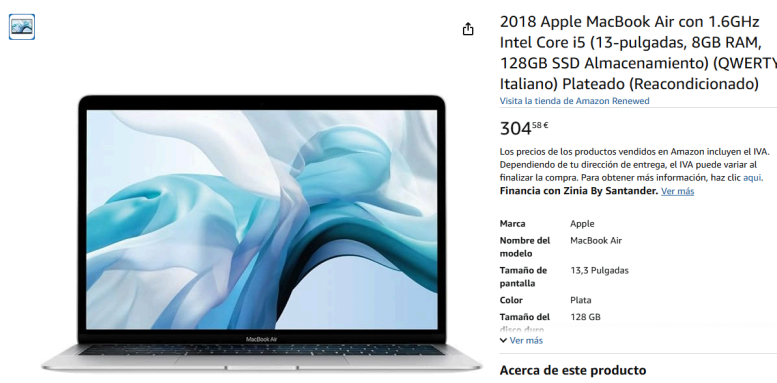 2018 Apple MacBook Air con 1.6GHz
Intel Core i5 (13-pulgadas, 8GB RAM,
128GB SSD Almacenamiento) (QWERTY
Italiano) Plateado (Reacondicionado)
Visita la tienda de Amazon Renewed
304 58 €
Los precios de los productos vendidos en Amazon incluyen el IVA.
Dependiendo de tu dirección de entrega, el IVA puede variar al
finalizar la compra. Para obtener más información, haz clic aqui.
Financia con Zinia By Santander. Ver más
Marca Apple
Nombre del MacBook Air
modelo
Tamaño de 13,3 Pulgadas
pantalla
Color Plata
Tamaño del 128 GB
disco duro
Ver más
Acerca de este producto
MacBook Air